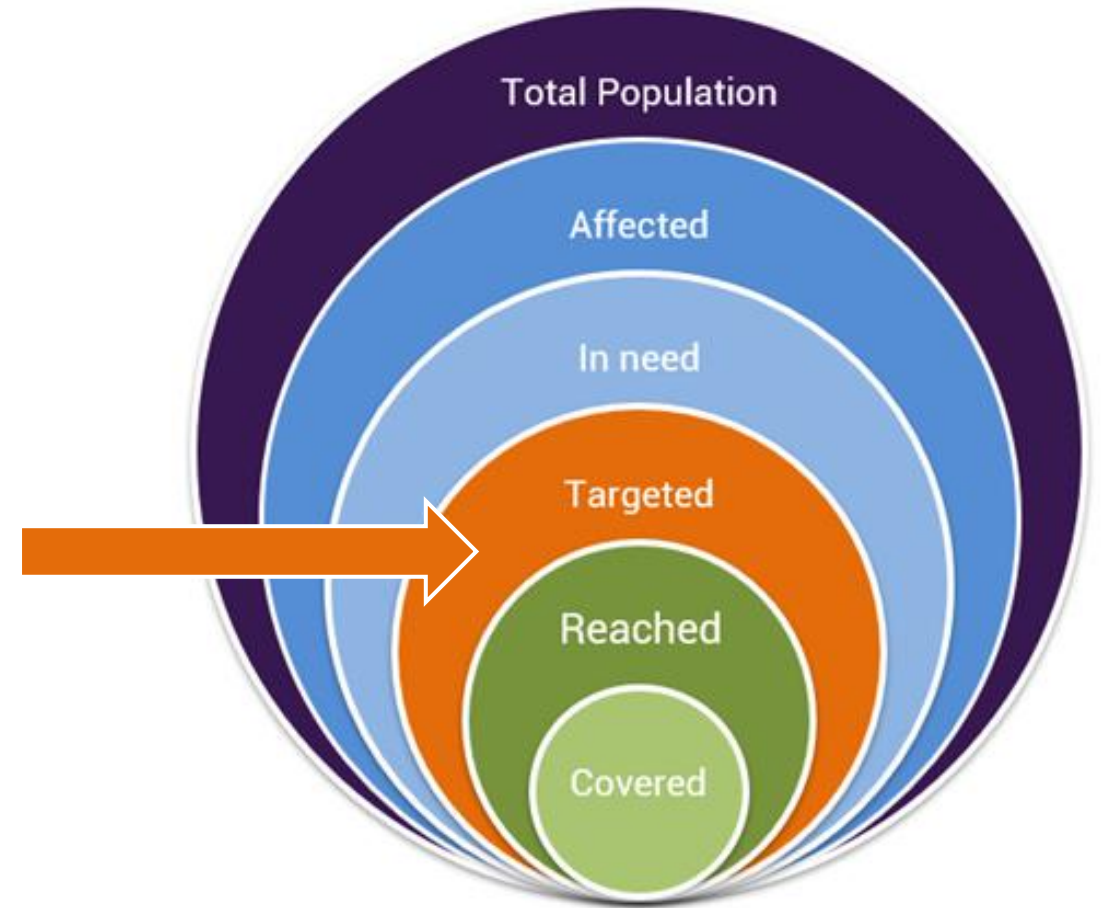 Total Population
Affected
In need
Targeted
Reached
Covered